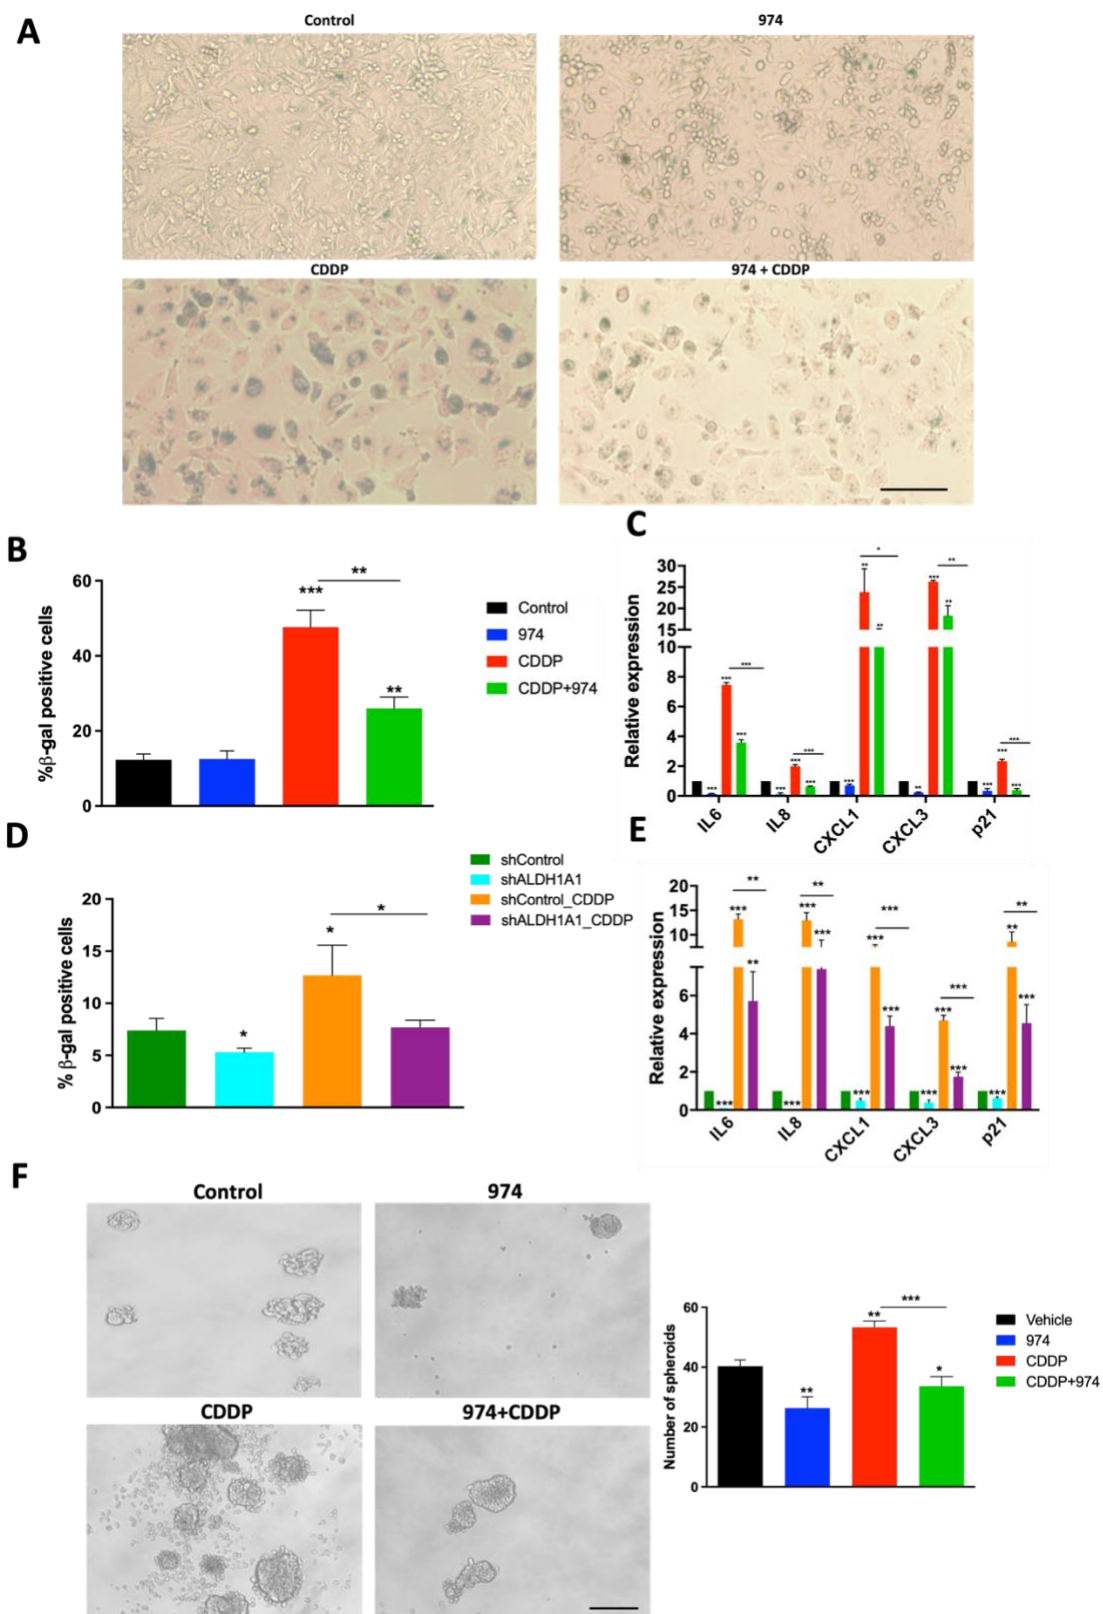 A
Control
974
CDDP
974 + CDDP
B
%β-gal positive cells
60
40
20
0
***
**
**
Control
974
CDDP
CDDP+974
C
Relative expression
30
25
20
15
10
8
6
4
2
0
***
***
***
***
***
***
***
***
**
**
*
**
***
**
**
***
***
***
***
IL6
IL8
CXCL1
CXCL3
p21
D
% β-gal positive cells
20
15
10
5
0
*
*
*
shControl
shALDH1A1
shControl_CDDP
shALDH1A1_CDDP
E
Relative expression
20
15
10
6
4
2
0
***
***
**
**
***
***
***
**
***
***
***
***
***
***
***
***
***
**
***
**
IL6
IL8
CXCL1
CXCL3
p21
F
Control
974
CDDP
974+CDDP
Number of spheroids
60
40
20
0
**
**
***
*
Vehicle
974
CDDP
CDDP+974